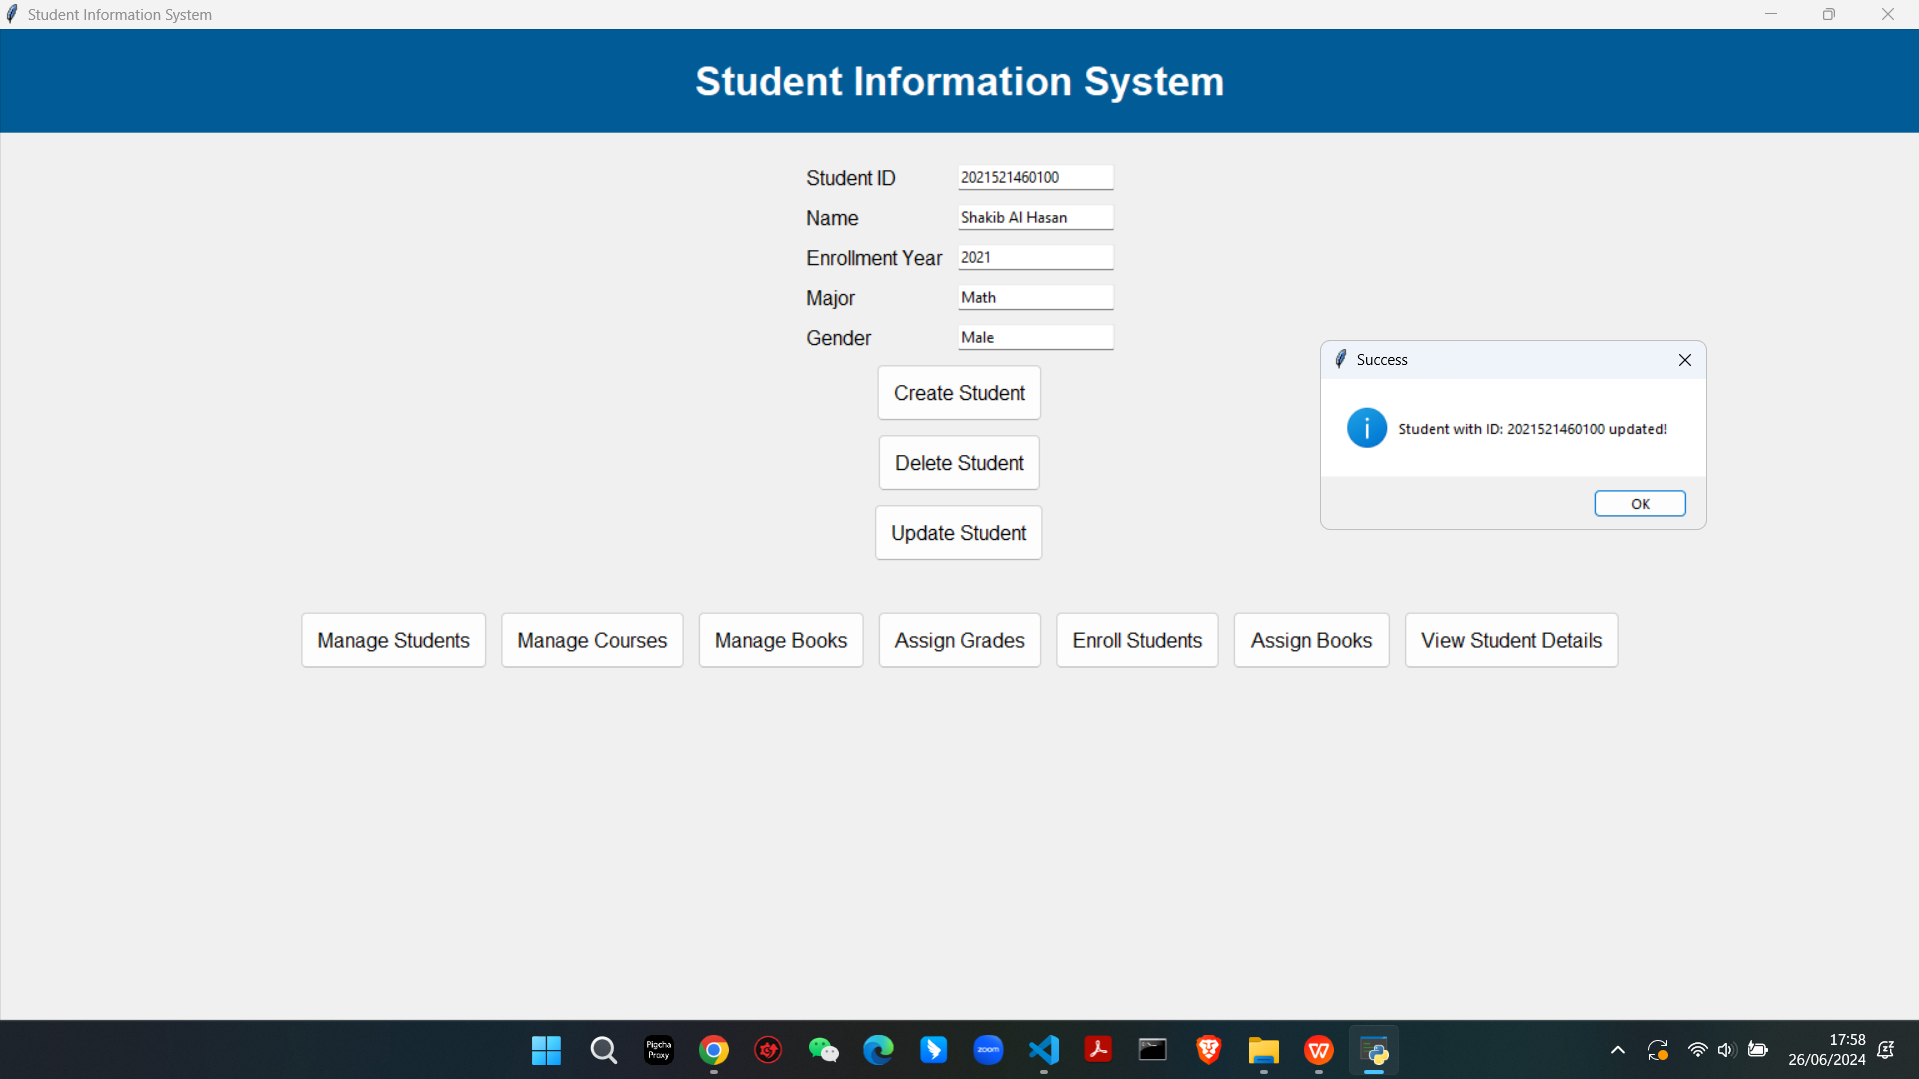 Student Information System
Student Information System
Student ID 2021521460100
Name Shakib Al Hasan
Enrollment Year 2021
Major Math
Gender Male
Create Student
Delete Student
Update Student
Success
Student with ID: 2021521460100 updated!
OK
Manage Students Manage Courses Manage Books Assign Grades Enroll Students Assign Books View Student Details
Pigcha
Proxy
zoom
17:58
26/06/2024